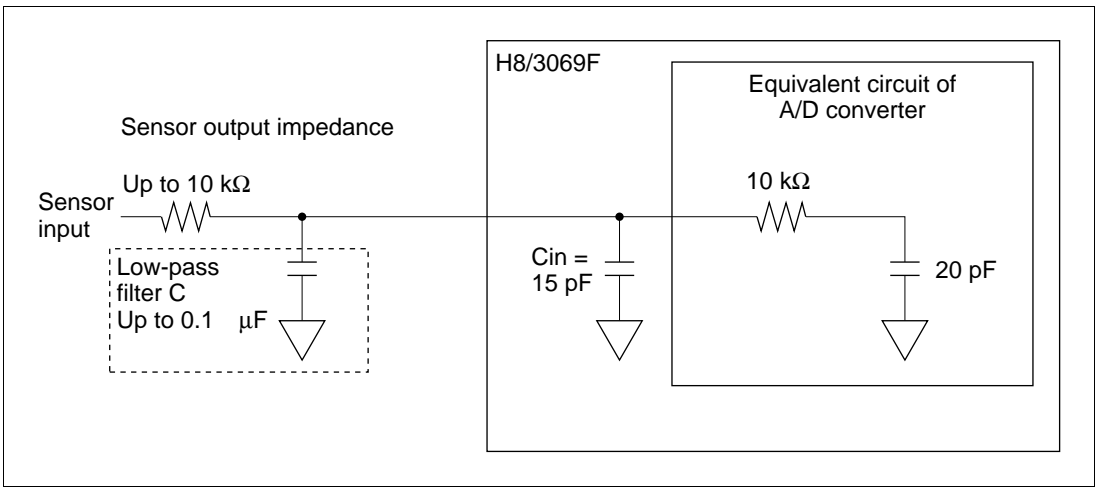 H8/3069F
Equivalent circuit of
A/D converter
Sensor output impedance
Up to 10 kΩ
10 kΩ
Sensor
input
Low-pass
filter C
Up to 0.1 μF
Cin =
15 pF
20 pF